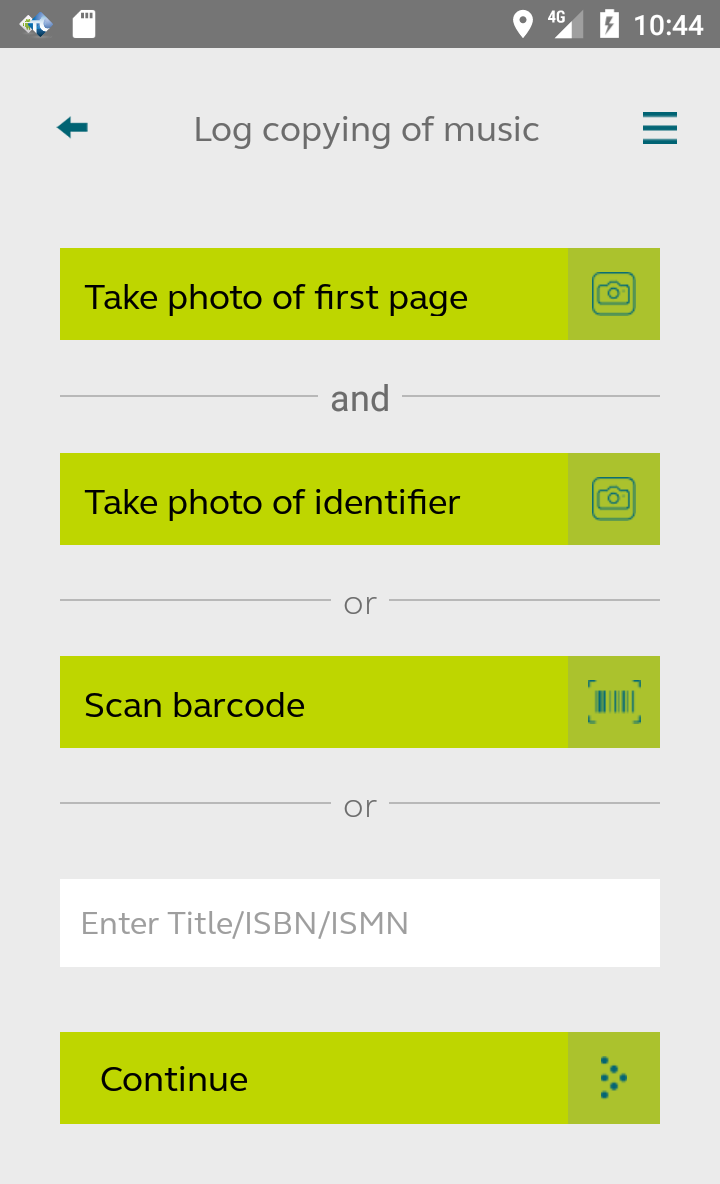 4G 10:44
Log copying of music
Take photo of first page
and
Take photo of identifier
or
Scan barcode
or
Enter Title/ISBN/ISMN
Continue